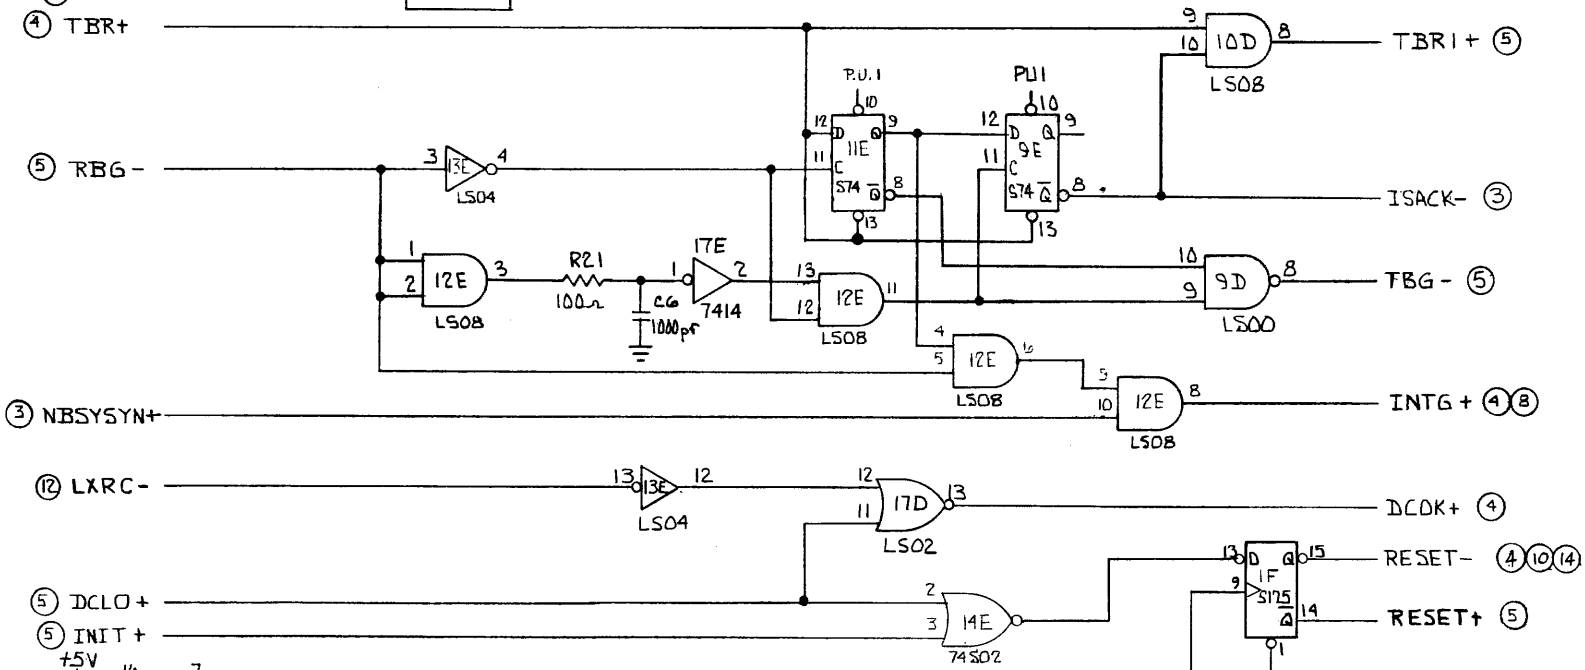 ④ TBR+
9
10
10D
8
LS08
TBR1+ ⑤
P.U.1
10
PU1
10
12 D Q 9
11E
11 C
S74 Q̅ 8
13
12 D Q 9
9E
11 C
S74 Q̅ 8
13
⑤ RBG-
3 13E 4
LS04
ISACK- ③
1
2
12E
3
LS08
R21
100Ω
C6
1000pf
17E
1 2
7414
13
12
12E
11
LS08
10
9
9D
8
LS00
TBG- ⑤
4
5
12E
LS08
③ NBSYSYN+
10
12E
8
LS08
INTG+ ④⑧
⑫ LXRC-
13 13E 12
LS04
12
11
17D
13
LS02
DCOK+ ④
13 D Q 15
1F
9
S175
Q̅ 14
1
RESET- ④⑩⑭
RESET+ ⑤
⑤ DCLO+
2
3
14E
74S02
⑤ INIT+
+5V